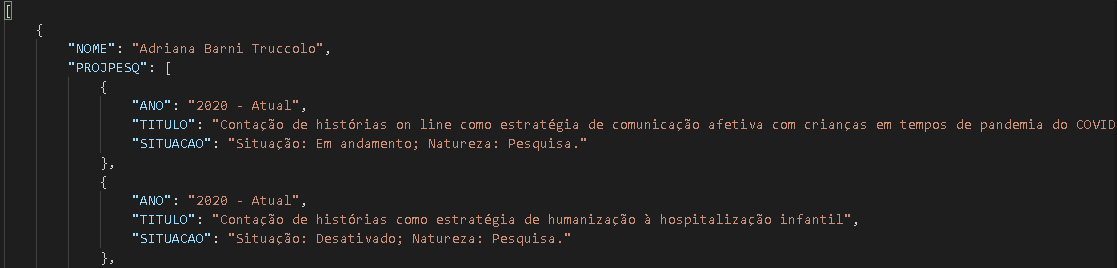 [
{
"NOME": "Adriana Barni Truccolo",
"PROJPESQ": [
{
"ANO": "2020 - Atual",
"TITULO": "Contação de histórias on line como estratégia de comunicação afetiva com crianças em tempos de pandemia do COVID
"SITUACAO": "Situação: Em andamento; Natureza: Pesquisa."
},
{
"ANO": "2020 - Atual",
"TITULO": "Contação de histórias como estratégia de humanização à hospitalização infantil",
"SITUACAO": "Situação: Desativado; Natureza: Pesquisa."
},